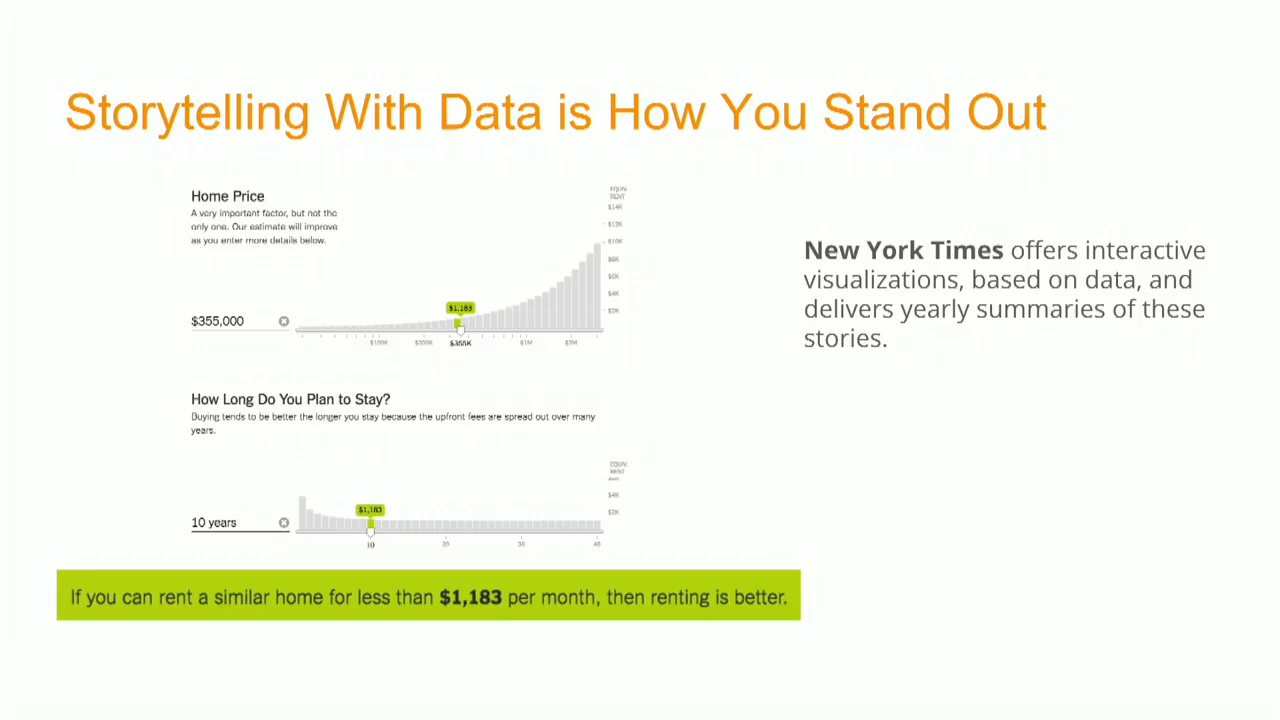 Storytelling With Data is How You Stand Out
Home Price
A very important factor, but not the
only one. Our estimate will improve
as you enter more details below.
$355,000
$1,183
EQUIV
RENT
$14K
$12K
$10K
$8K
$6K
$4K
$2K
$100K
$200K
$355K
$1M
$2M
New York Times offers interactive
visualizations, based on data, and
delivers yearly summaries of these
stories.
How Long Do You Plan to Stay?
Buying tends to be better the longer you stay because the upfront fees are spread out over many
years.
10 years
$1,183
$4K
$2K
10
20
30
40
If you can rent a similar home for less than $1,183 per month, then renting is better.